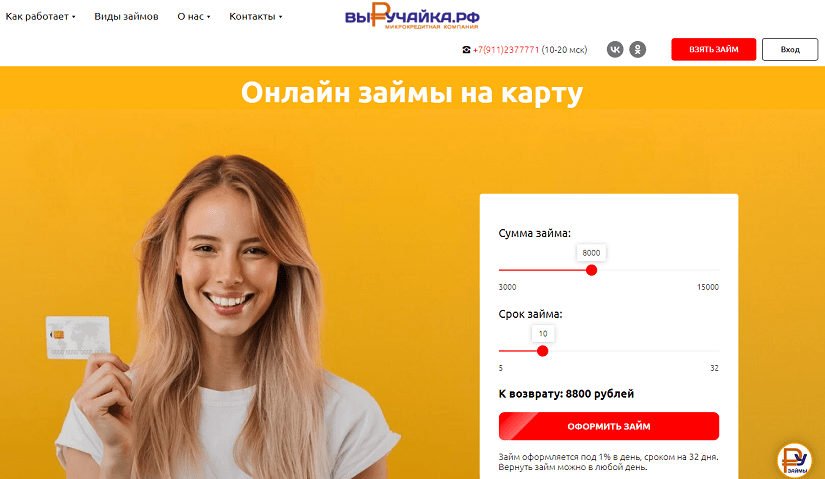 Как работает
Виды займов
О нас
Контакты
ВЫРУЧАЙКА.РФ
МИКРОКРЕДИТНАЯ КОМПАНИЯ
+7(911)2377771 (10-20 мск)
ВЗЯТЬ ЗАЙМ
Вход
Онлайн займы на карту
Сумма займа:
8000
3000 15000
Срок займа:
10
5 32
К возврату: 8800 рублей
ОФОРМИТЬ ЗАЙМ
Займ оформляется под 1% в день, сроком на 32 дня.
Вернуть займ можно в любой день.
РУ
ЗАЙМЫ